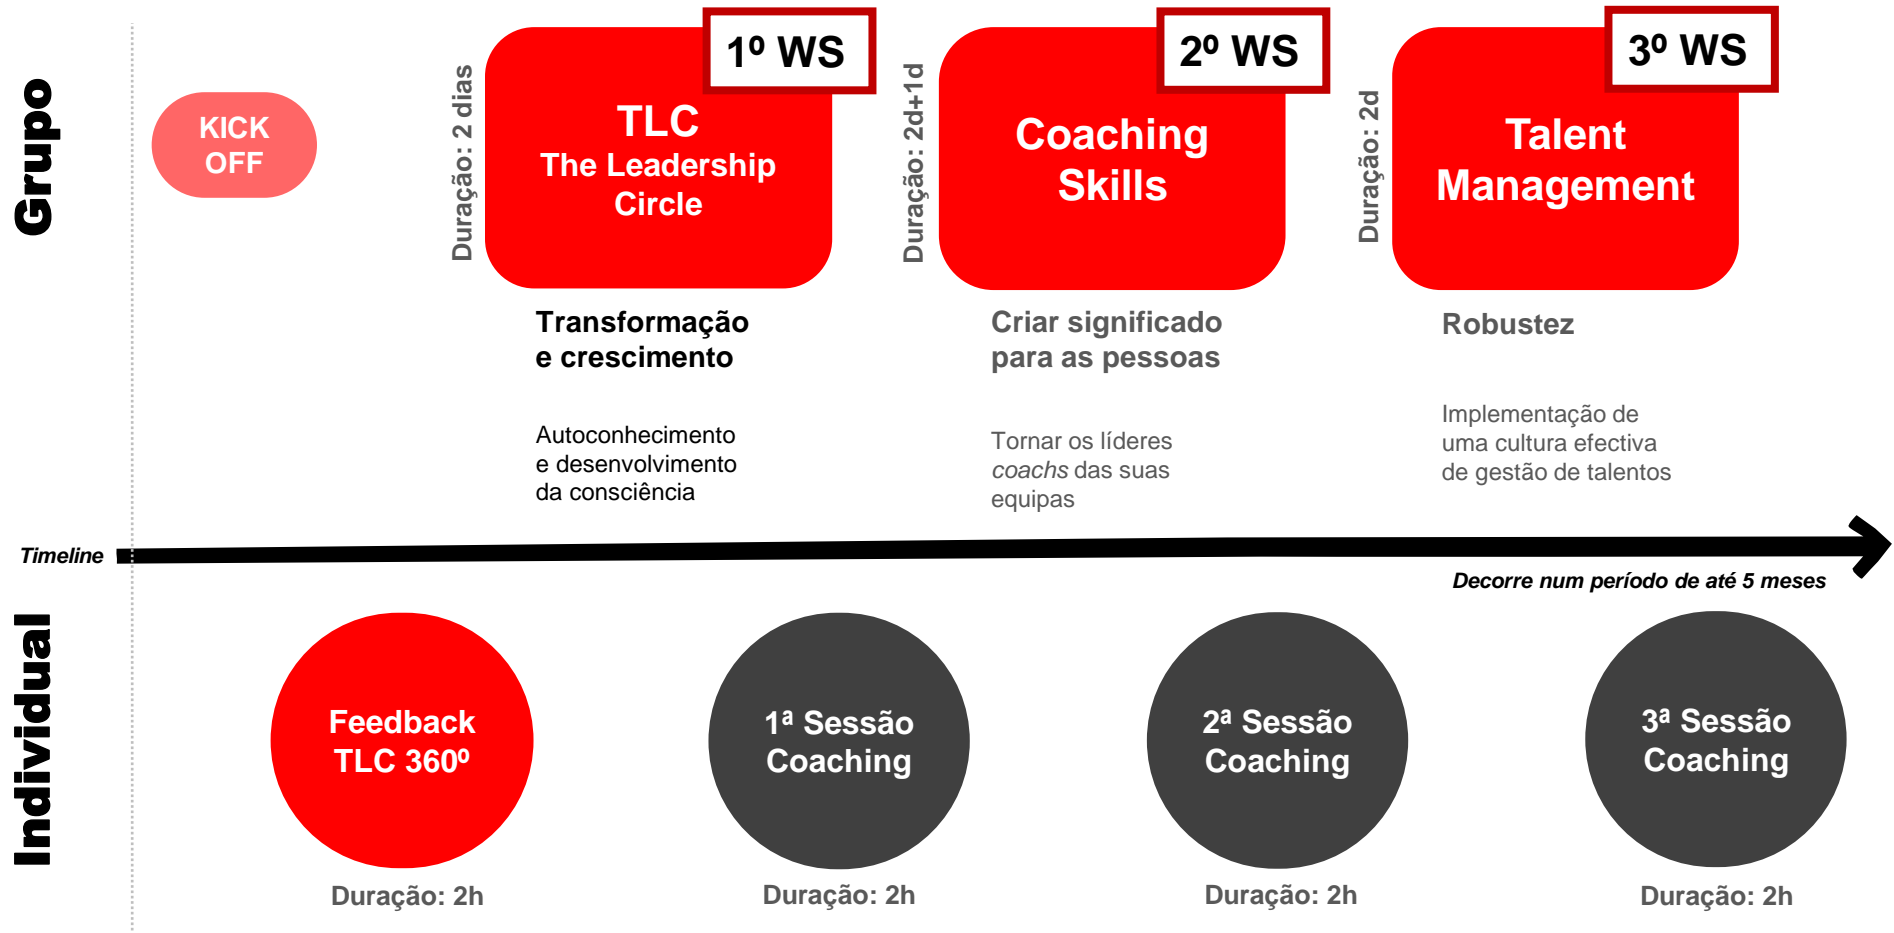 Grupo
KICK
OFF
Duração: 2 dias
1º WS
TLC
The Leadership
Circle
Transformação
e crescimento
Autoconhecimento
e desenvolvimento
da consciência
Duração: 2d+1d
2º WS
Coaching
Skills
Criar significado
para as pessoas
Tornar os líderes
coachs das suas
equipas
Duração: 2d
3º WS
Talent
Management
Robustez
Implementação de
uma cultura efectiva
de gestão de talentos
Timeline
Decorre num período de até 5 meses
Individual
Feedback
TLC 360º
Duração: 2h
1ª Sessão
Coaching
Duração: 2h
2ª Sessão
Coaching
Duração: 2h
3ª Sessão
Coaching
Duração: 2h